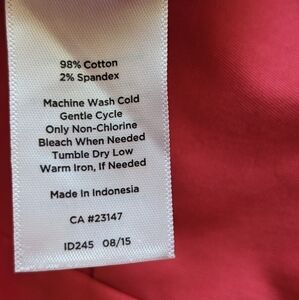 98% Cotton
2% Spandex
Machine Wash Cold
Gentle Cycle
Only Non-Chlorine
Bleach When Needed
Tumble Dry Low
Warm Iron, If Needed
Made In Indonesia
CA #23147
ID245 08/15